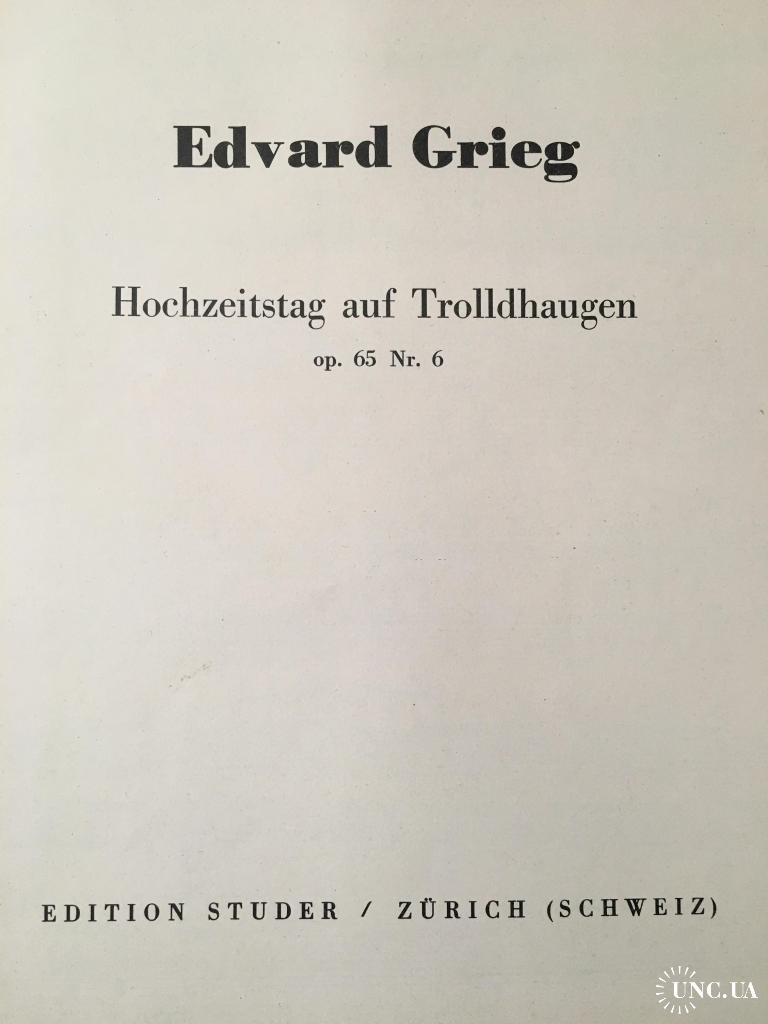 Edvard Grieg
Hochzeitstag auf Trolldhaugen
op. 65 Nr. 6
EDITION STUDER / ZÜRICH (SCHWEIZ)
UNC.UA